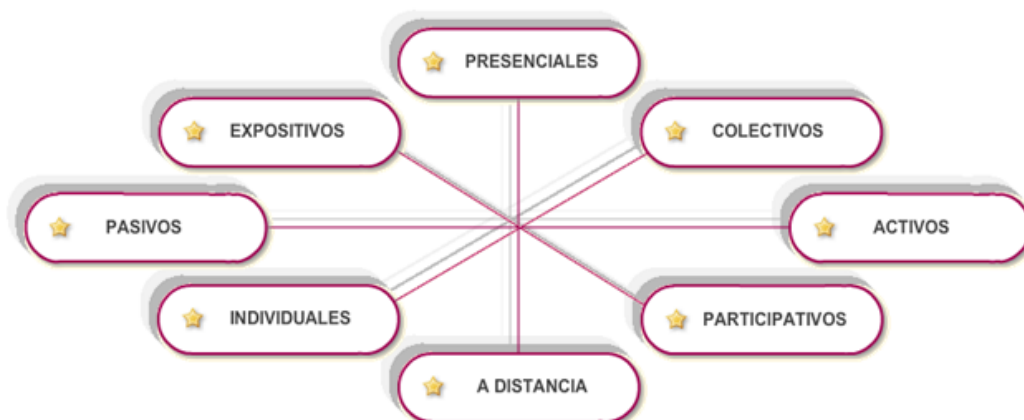 PRESENCIALES
EXPOSITIVOS
COLECTIVOS
PASIVOS
ACTIVOS
INDIVIDUALES
PARTICIPATIVOS
A DISTANCIA